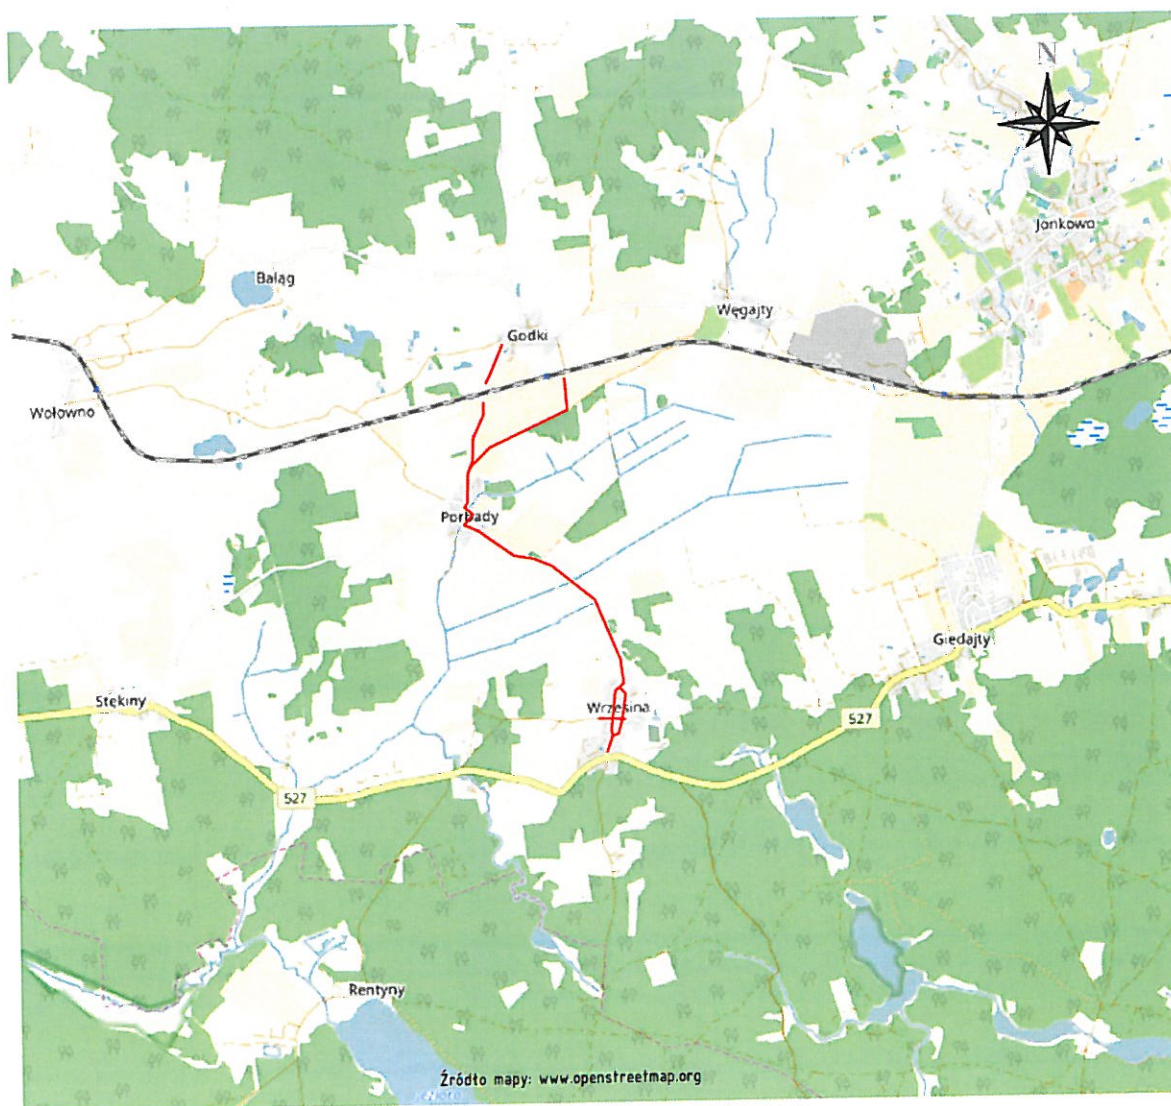 N
Jonkowo
Bałąg
Węgajty
Godki
Wołowno
Porbady
Giedajty
Stękiny
Wrzesina
527
527
Rentyny
Źródło mapy: www.openstreetmap.org